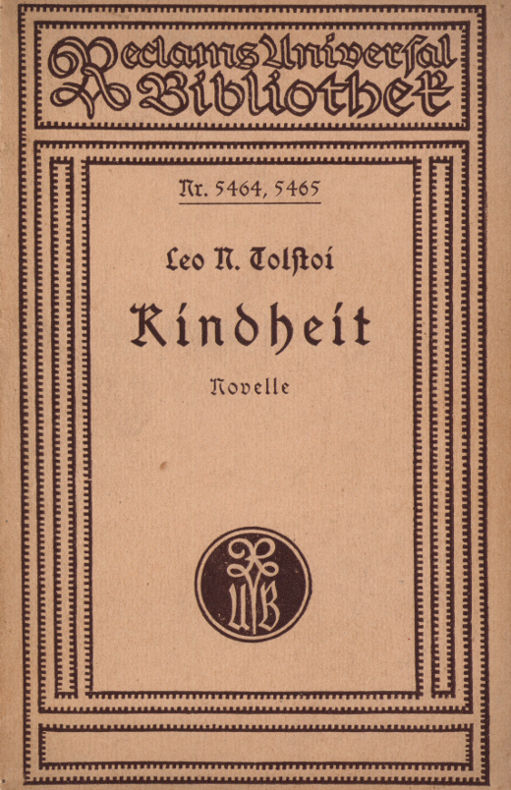 Reclams Universal
Bibliothek
Nr. 5464, 5465
Leo N. Tolstoi
Kindheit
Novelle
R
UB